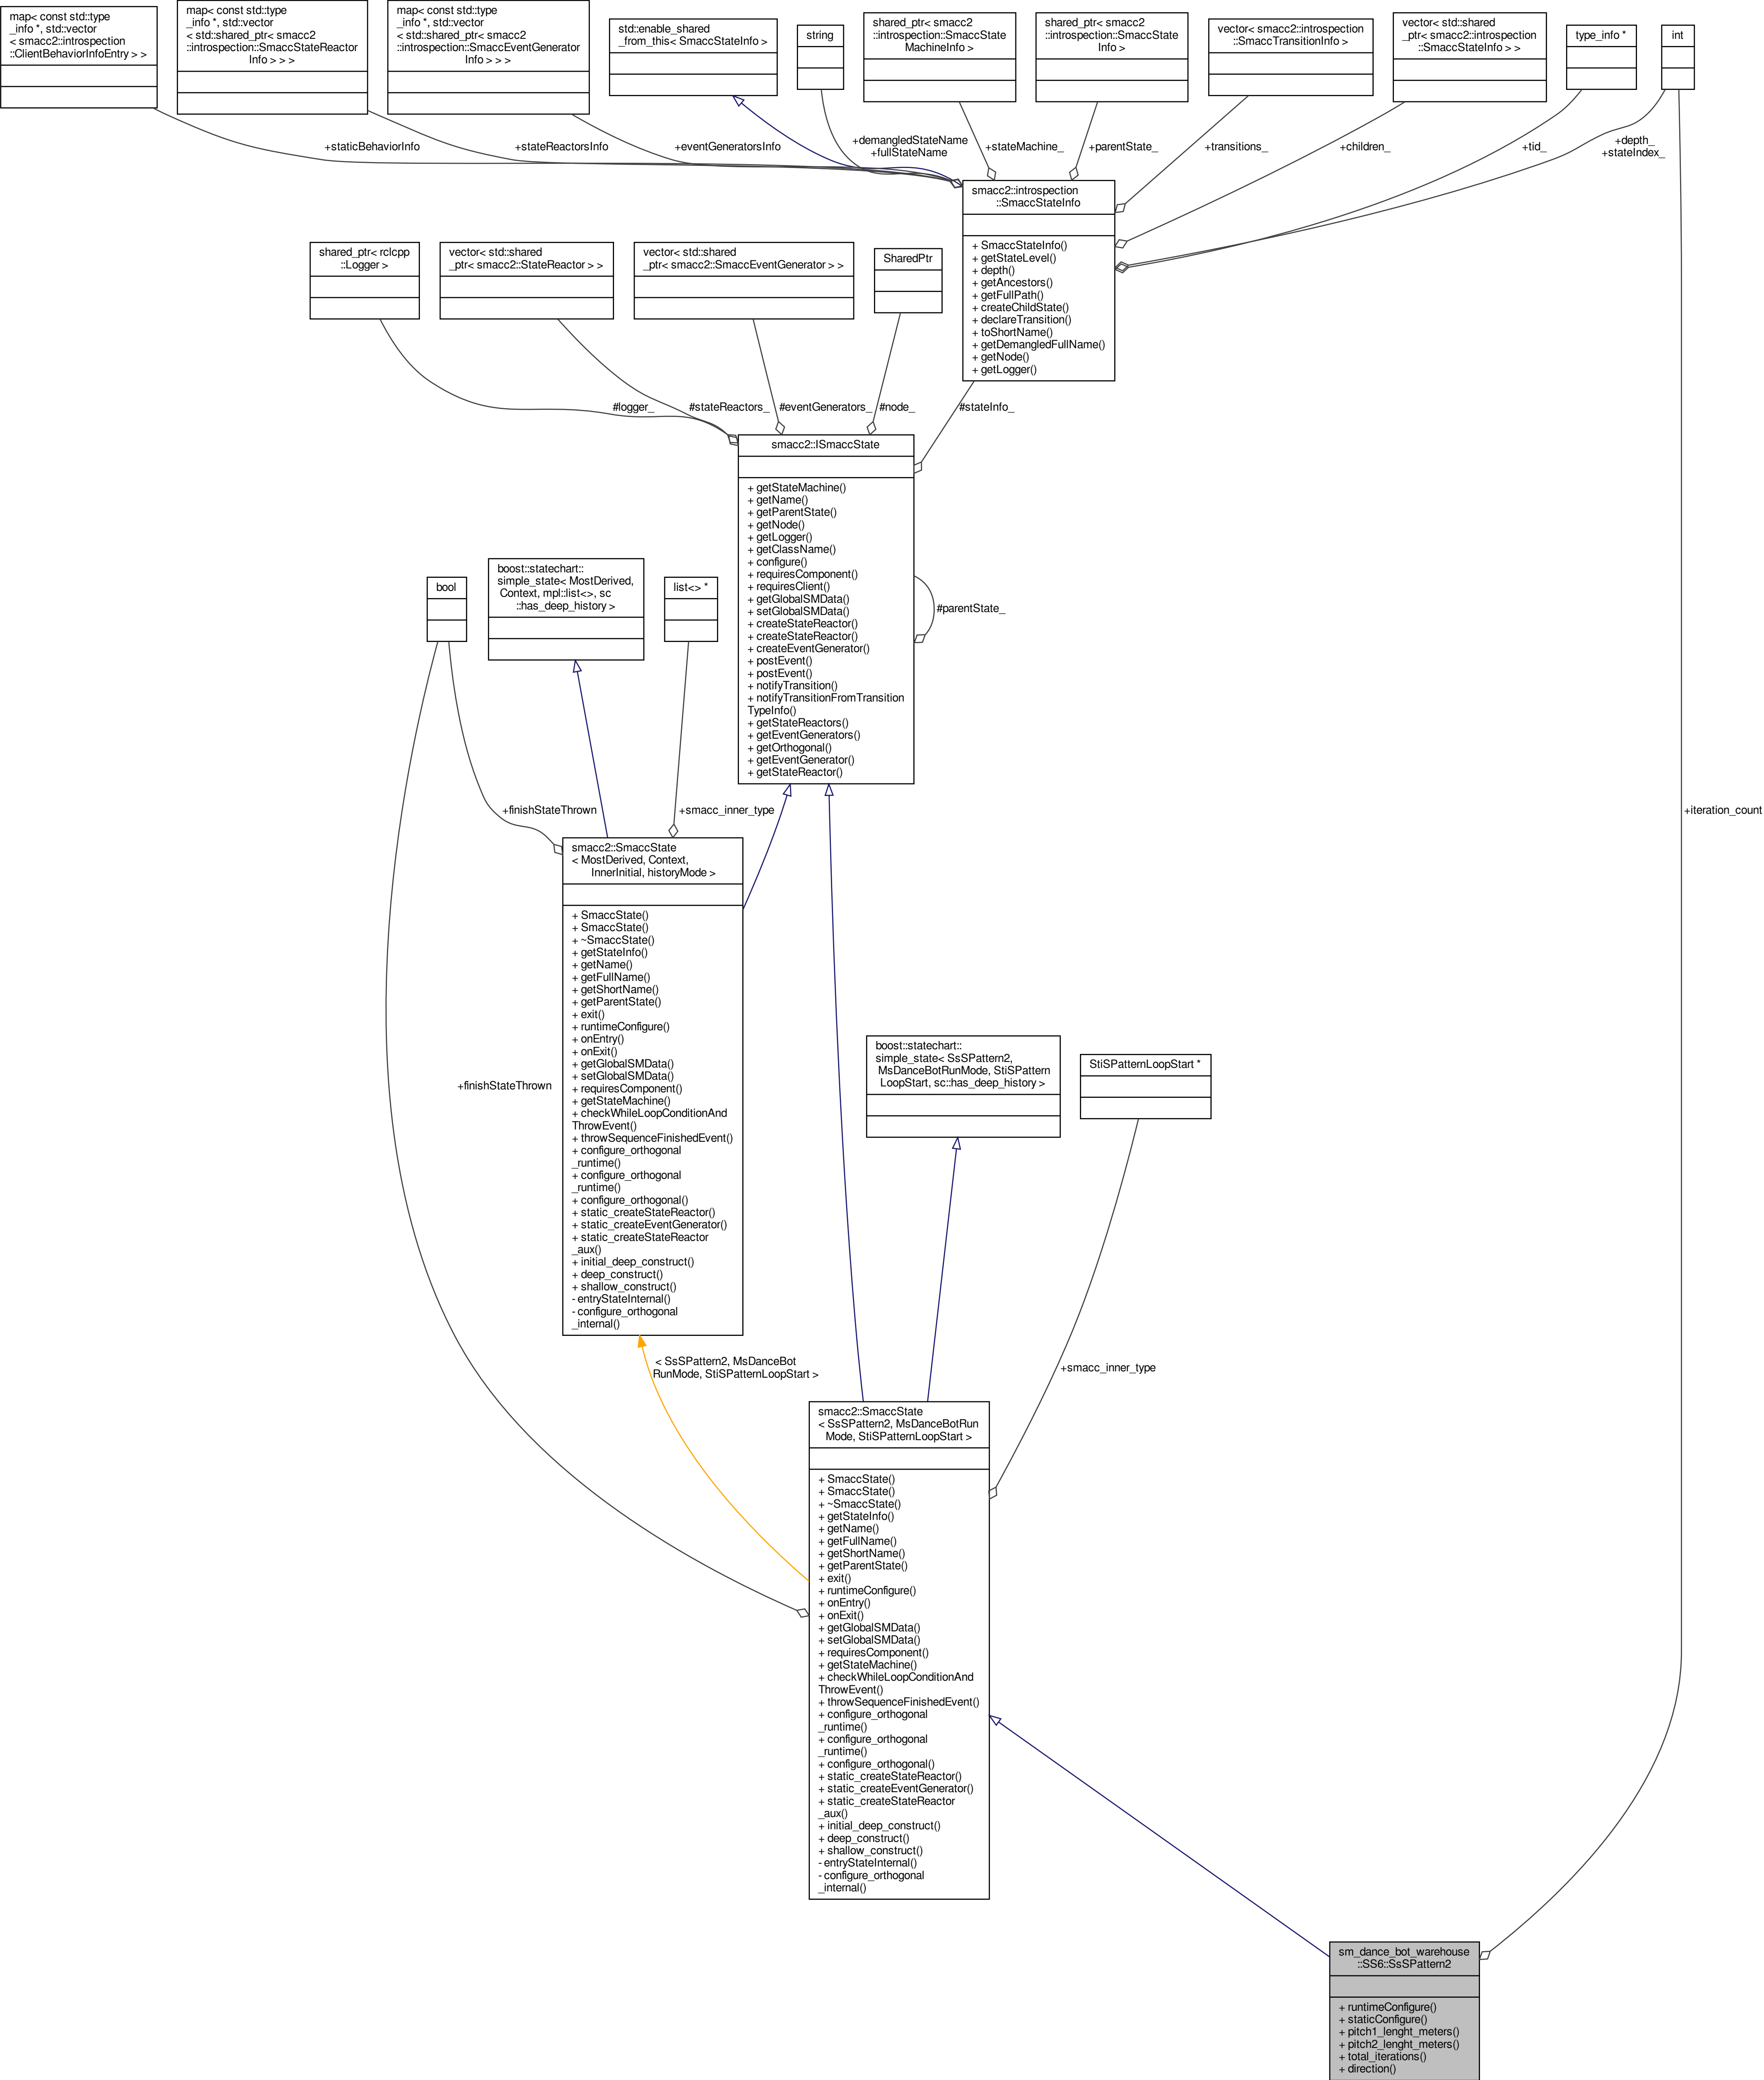 map< const std::type
_info *, std::vector
< smacc2::introspection
::ClientBehaviorInfoEntry > >
map< const std::type
_info *, std::vector
< std::shared_ptr< smacc2
::introspection::SmaccStateReactor
Info > > >
map< const std::type
_info *, std::vector
< std::shared_ptr< smacc2
::introspection::SmaccEventGenerator
Info > > >
std::enable_shared
_from_this< SmaccStateInfo >
string
shared_ptr< smacc2
::introspection::SmaccState
MachineInfo >
shared_ptr< smacc2
::introspection::SmaccState
Info >
vector< smacc2::introspection
::SmaccTransitionInfo >
vector< std::shared
_ptr< smacc2::introspection
::SmaccStateInfo > >
type_info *
int
+staticBehaviorInfo
+stateReactorsInfo
+eventGeneratorsInfo
+demangledStateName
+fullStateName
+stateMachine_
+parentState_
+transitions_
+children_
+tid_
+depth_
+stateIndex_
smacc2::introspection
::SmaccStateInfo
+ SmaccStateInfo()
+ getStateLevel()
+ depth()
+ getAncestors()
+ getFullPath()
+ createChildState()
+ declareTransition()
+ toShortName()
+ getDemangledFullName()
+ getNode()
+ getLogger()
shared_ptr< rclcpp
::Logger >
vector< std::shared
_ptr< smacc2::StateReactor > >
vector< std::shared
_ptr< smacc2::SmaccEventGenerator > >
SharedPtr
#logger_
#stateReactors_
#eventGenerators_
#node_
#stateInfo_
smacc2::ISmaccState
+ getStateMachine()
+ getName()
+ getParentState()
+ getNode()
+ getLogger()
+ getClassName()
+ configure()
+ requiresComponent()
+ requiresClient()
+ getGlobalSMData()
+ setGlobalSMData()
+ createStateReactor()
+ createStateReactor()
+ createEventGenerator()
+ postEvent()
+ postEvent()
+ notifyTransition()
+ notifyTransitionFromTransition
TypeInfo()
+ getStateReactors()
+ getEventGenerators()
+ getOrthogonal()
+ getEventGenerator()
+ getStateReactor()
#parentState_
bool
boost::statechart::
simple_state< MostDerived,
Context, mpl::list<>, sc
::has_deep_history >
list<> *
+finishStateThrown
+smacc_inner_type
+iteration_count
smacc2::SmaccState
< MostDerived, Context,
InnerInitial, historyMode >
+ SmaccState()
+ SmaccState()
+ ~SmaccState()
+ getStateInfo()
+ getName()
+ getFullName()
+ getShortName()
+ getParentState()
+ exit()
+ runtimeConfigure()
+ onEntry()
+ onExit()
+ getGlobalSMData()
+ setGlobalSMData()
+ requiresComponent()
+ getStateMachine()
+ checkWhileLoopConditionAnd
ThrowEvent()
+ throwSequenceFinishedEvent()
+ configure_orthogonal
_runtime()
+ configure_orthogonal
_runtime()
+ configure_orthogonal()
+ static_createStateReactor()
+ static_createEventGenerator()
+ static_createStateReactor
_aux()
+ initial_deep_construct()
+ deep_construct()
+ shallow_construct()
- entryStateInternal()
- configure_orthogonal
_internal()
+finishStateThrown
boost::statechart::
simple_state< SsSPattern2,
MsDanceBotRunMode, StiSPattern
LoopStart, sc::has_deep_history >
StiSPatternLoopStart *
< SsSPattern2, MsDanceBot
RunMode, StiSPatternLoopStart >
+smacc_inner_type
smacc2::SmaccState
< SsSPattern2, MsDanceBotRun
Mode, StiSPatternLoopStart >
+ SmaccState()
+ SmaccState()
+ ~SmaccState()
+ getStateInfo()
+ getName()
+ getFullName()
+ getShortName()
+ getParentState()
+ exit()
+ runtimeConfigure()
+ onEntry()
+ onExit()
+ getGlobalSMData()
+ setGlobalSMData()
+ requiresComponent()
+ getStateMachine()
+ checkWhileLoopConditionAnd
ThrowEvent()
+ throwSequenceFinishedEvent()
+ configure_orthogonal
_runtime()
+ configure_orthogonal
_runtime()
+ configure_orthogonal()
+ static_createStateReactor()
+ static_createEventGenerator()
+ static_createStateReactor
_aux()
+ initial_deep_construct()
+ deep_construct()
+ shallow_construct()
- entryStateInternal()
- configure_orthogonal
_internal()
sm_dance_bot_warehouse
::SS6::SsSPattern2
+ runtimeConfigure()
+ staticConfigure()
+ pitch1_lenght_meters()
+ pitch2_lenght_meters()
+ total_iterations()
+ direction()